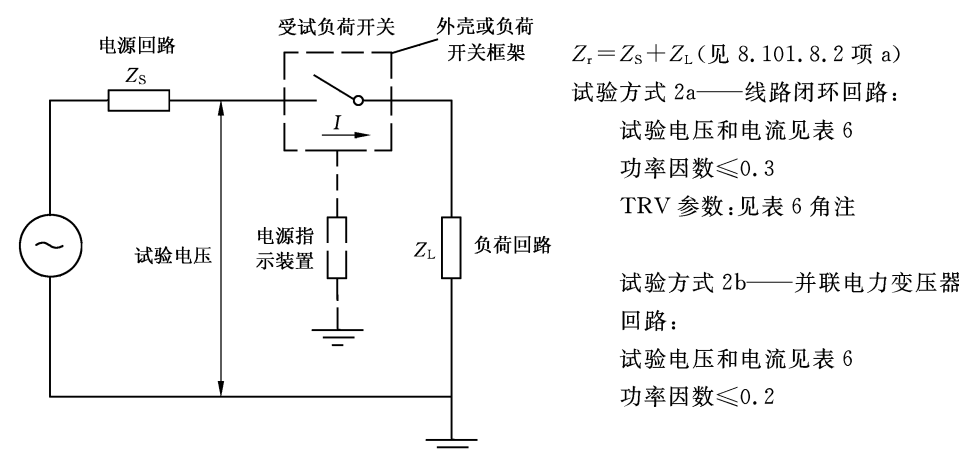 受试负荷开关
外壳或负荷
开关框架
电源回路
Z_S
I
试验电压
电源指
示装置
Z_L
负荷回路
Z_r=Z_S+Z_L(见 8.101.8.2 项 a)
试验方式 2a——线路闭环回路:
试验电压和电流见表 6
功率因数≤0.3
TRV 参数:见表 6 角注
试验方式 2b——并联电力变压器
回路:
试验电压和电流见表 6
功率因数≤0.2